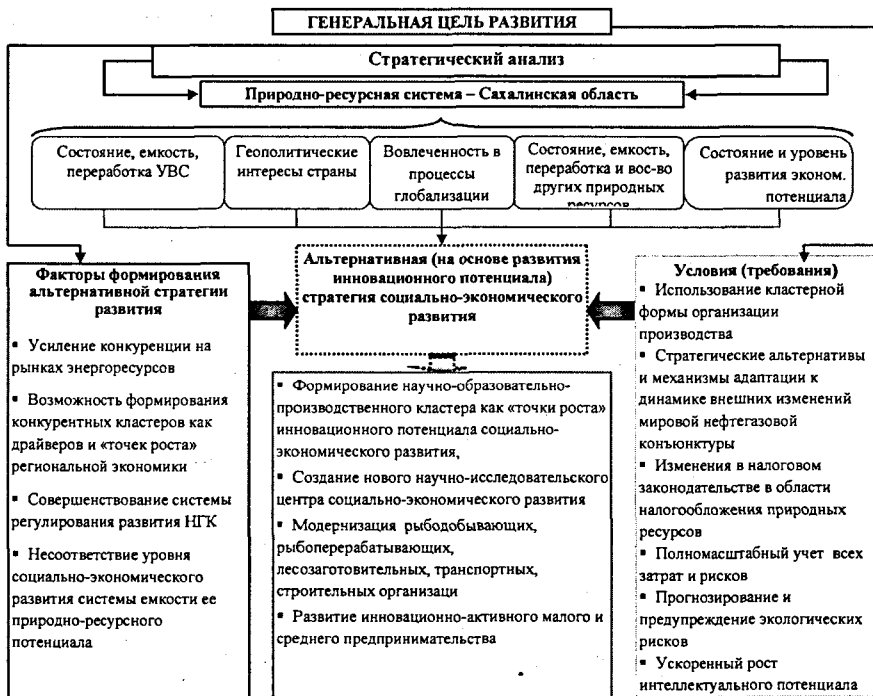 ГЕНЕРАЛЬНАЯ ЦЕЛЬ РАЗВИТИЯ
Стратегический анализ
Природно-ресурсная система – Сахалинская область
Состояние, емкость,
переработка УВС
Геополитические
интересы страны
Вовлеченность в
процессы
глобализации
Состояние, емкость,
переработка и вос-во
других природных
ресурсов
Состояние и уровень
развития эконом.
потенциала
Факторы формирования
альтернативной стратегии
развития
▪ Усиление конкуренции на
рынках энергоресурсов
▪ Возможность формирования
конкурентных кластеров как
драйверов и «точек роста»
региональной экономики
▪ Совершенствование системы
регулирования развития НГК
▪ Несоответствие уровня
социально-экономического
развития системы емкости ее
природно-ресурсного
потенциала
Альтернативная (на основе развития
инновационного потенциала)
стратегия социально-экономического
развития
▪ Формирование научно-образовательно-
производственного кластера как «точки роста»
инновационного потенциала социально-
экономического развития,
▪ Создание нового научно-исследовательского
центра социально-экономического развития
▪ Модернизация рыбодобывающих,
рыбоперерабатывающих,
лесозаготовительных, транспортных,
строительных организаци
▪ Развитие инновационно-активного малого и
среднего предпринимательства
Условия (требования)
▪ Использование кластерной
формы организации
производства
▪ Стратегические альтернативы
и механизмы адаптации к
динамике внешних изменений
мировой нефтегазовой
конъюнктуры
▪ Изменения в налоговом
законодательстве в области
налогообложения природных
ресурсов
▪ Полномасштабный учет всех
затрат и рисков
▪ Прогнозирование и
предупреждение экологических
рисков
▪ Ускоренный рост
интеллектуального потенциала